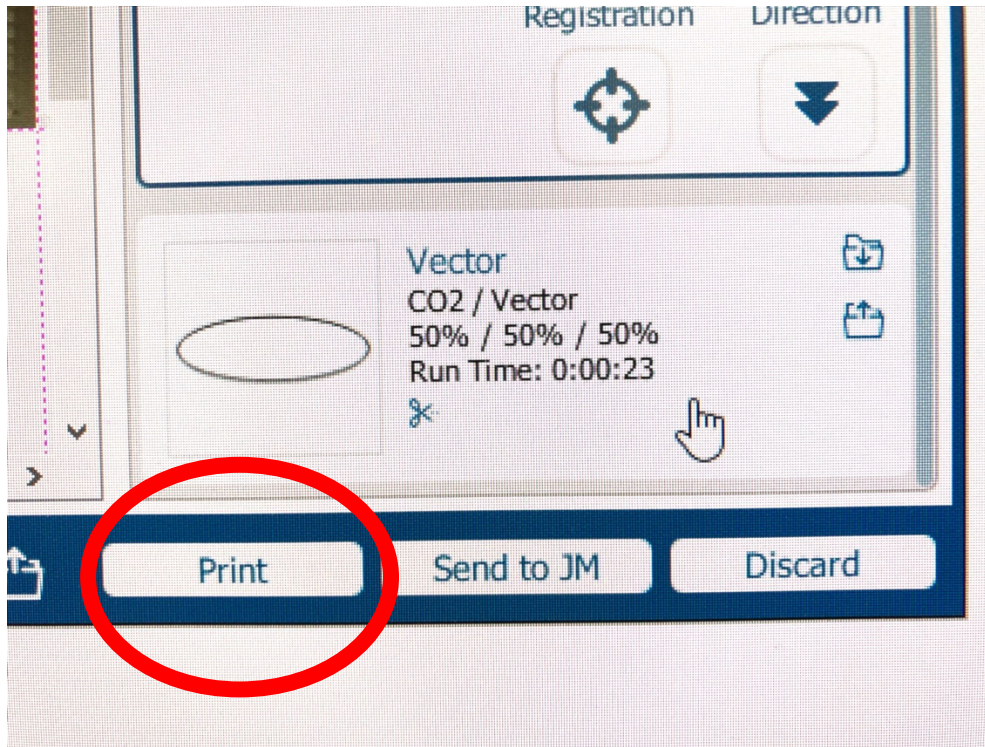 Registration Direction
Vector
CO2 / Vector
50% / 50% / 50%
Run Time: 0:00:23
Print Send to JM Discard